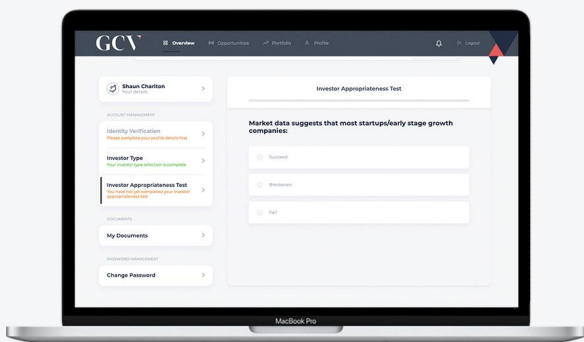 GCV
Overview
Opportunities
Portfolio
Profile
Logout
Shaun Charlton
Your details
ACCOUNT MANAGEMENT
Identity Verification
Please complete your profile details first
Investor Type
Your investor type selection is complete
Investor Appropriateness Test
You have not yet completed your investor
appropriateness test
DOCUMENTS
My Documents
PASSWORD MANAGEMENT
Change Password
Investor Appropriateness Test
Market data suggests that most startups/early stage growth
companies:
Succeed
Breakeven
Fail
MacBook Pro